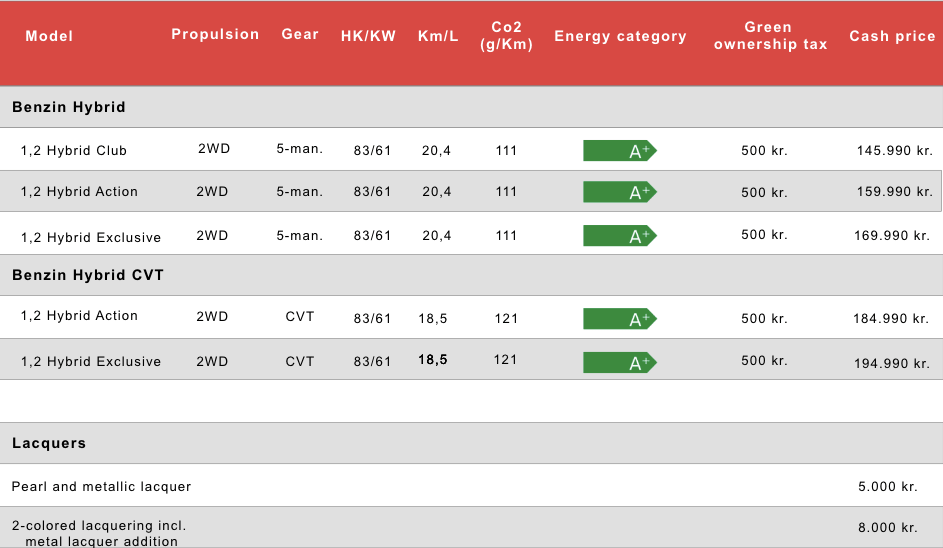 Model Propulsion Gear HK/KW Km/L Co2 (g/Km) Energy category Green ownership tax Cash price
Benzin Hybrid
1,2 Hybrid Club 2WD 5-man. 83/61 20,4 111 A+ 500 kr. 145.990 kr.
1,2 Hybrid Action 2WD 5-man. 83/61 20,4 111 A+ 500 kr. 159.990 kr.
1,2 Hybrid Exclusive 2WD 5-man. 83/61 20,4 111 A+ 500 kr. 169.990 kr.
Benzin Hybrid CVT
1,2 Hybrid Action 2WD CVT 83/61 18,5 121 A+ 500 kr. 184.990 kr.
1,2 Hybrid Exclusive 2WD CVT 83/61 18,5 121 A+ 500 kr. 194.990 kr.
Lacquers
Pearl and metallic lacquer 5.000 kr.
2-colored lacquering incl. 8.000 kr.
metal lacquer addition